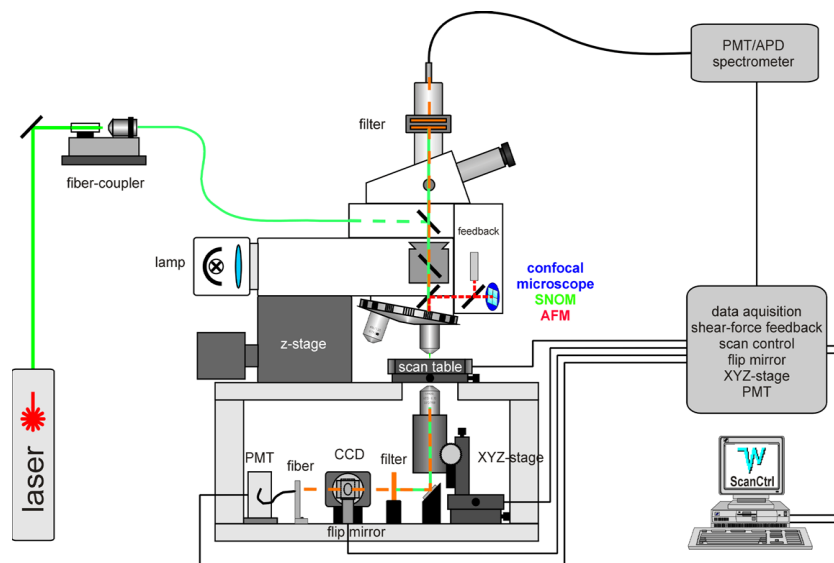 PMT/APD
spectrometer
filter
fiber-coupler
feedback
lamp
confocal
microscope
SNOM
AFM
z-stage
scan table
data aquisition
shear-force feedback
scan control
flip mirror
XYZ-stage
PMT
laser
PMT
fiber
CCD
filter
XYZ-stage
flip mirror
W
ScanCtrl